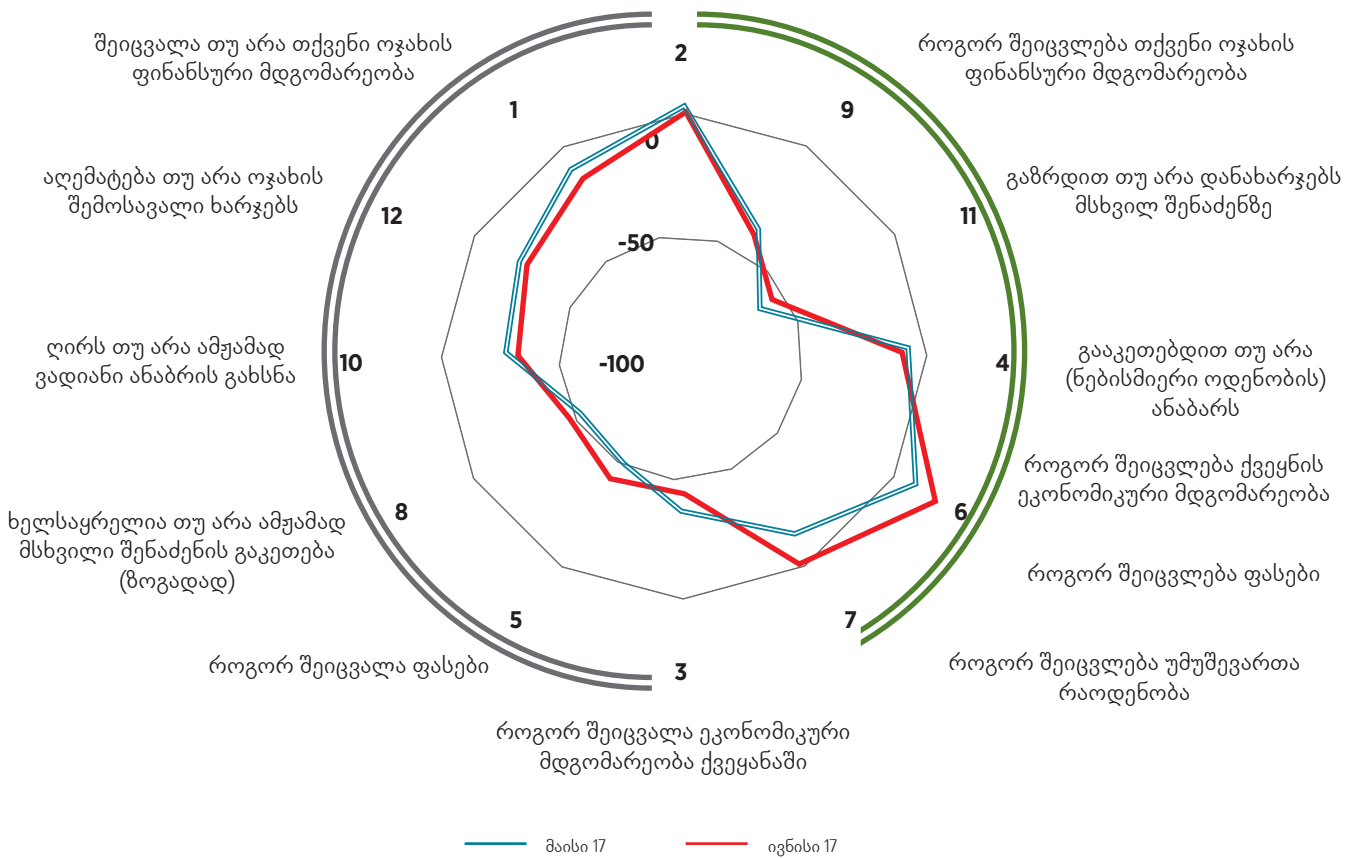 შეიცვალა თუ არა თქვენი ოჯახის
ფინანსური მდგომარეობა
2
როგორ შეიცვლება თქვენი ოჯახის
ფინანსური მდგომარეობა
1
9
0
აღემატება თუ არა ოჯახის
შემოსავალი ხარჯებს
12
11
გაზრდით თუ არა დანახარჯებს
მსხვილ შენაძენზე
-50
ღირს თუ არა ამჟამად
ვადიანი ანაბრის გახსნა
10
-100
4
გააკეთებდით თუ არა
(ნებისმიერი ოდენობის)
ანაბარს
როგორ შეიცვლება ქვეყნის
ეკონომიკური მდგომარეობა
ხელსაყრელია თუ არა ამჟამად
მსხვილი შენაძენის გაკეთება
(ზოგადად)
8
6
როგორ შეიცვლება ფასები
5
7
როგორ შეიცვალა ფასები
3
როგორ შეიცვლება უმუშევართა
რაოდენობა
როგორ შეიცვალა ეკონომიკური
მდგომარეობა ქვეყანაში
მაისი 17
ივნისი 17